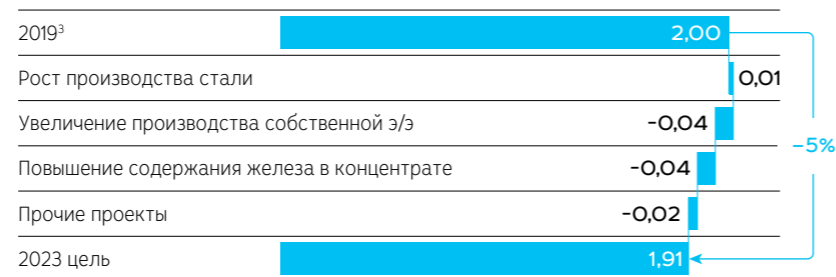 2019³ 2,00
Рост производства стали 0,01
Увеличение производства собственной э/э -0,04
–5%
Повышение содержания железа в концентрате -0,04
Прочие проекты -0,02
2023 цель 1,91